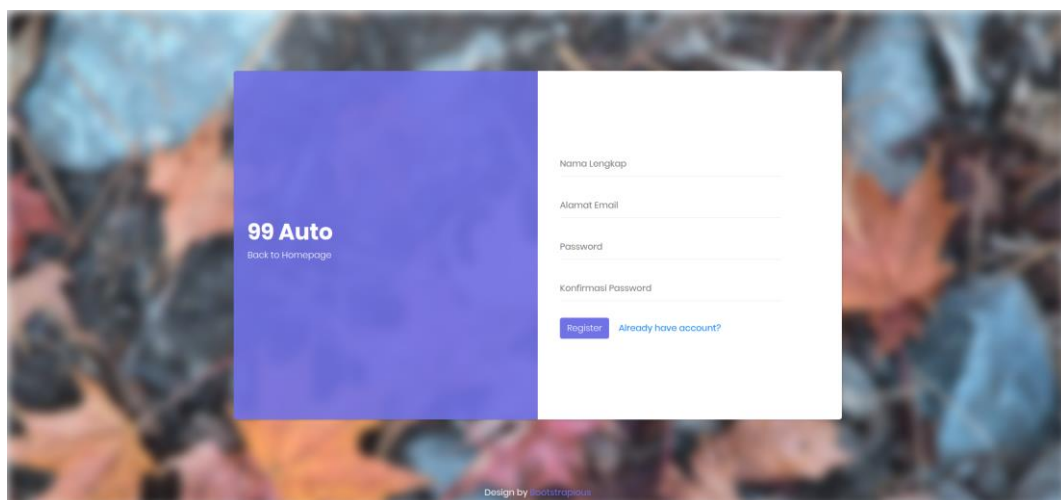 99 Auto
Back to Homepage
Nama Lengkap
Alamat Email
Password
Konfirmasi Password
Register Already have account?
Design by Bootstrapious